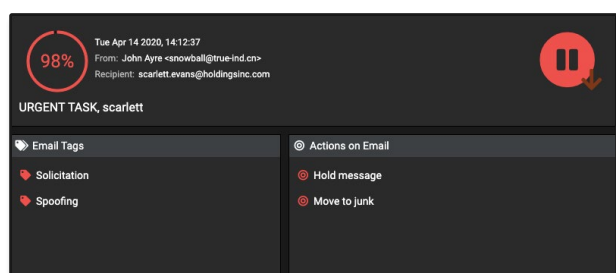 98%
Tue Apr 14 2020, 14:12:37
From: John Ayre <snowball@true-ind.cn>
Recipient: scarlett.evans@holdingsinc.com
URGENT TASK, scarlett
Email Tags
Solicitation
Spoofing
Actions on Email
Hold message
Move to junk